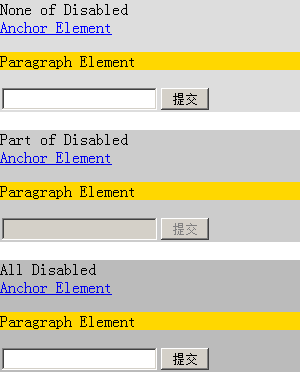 None of Disabled
Anchor Element
Paragraph Element
提交
Part of Disabled
Anchor Element
Paragraph Element
提交
All Disabled
Anchor Element
Paragraph Element
提交